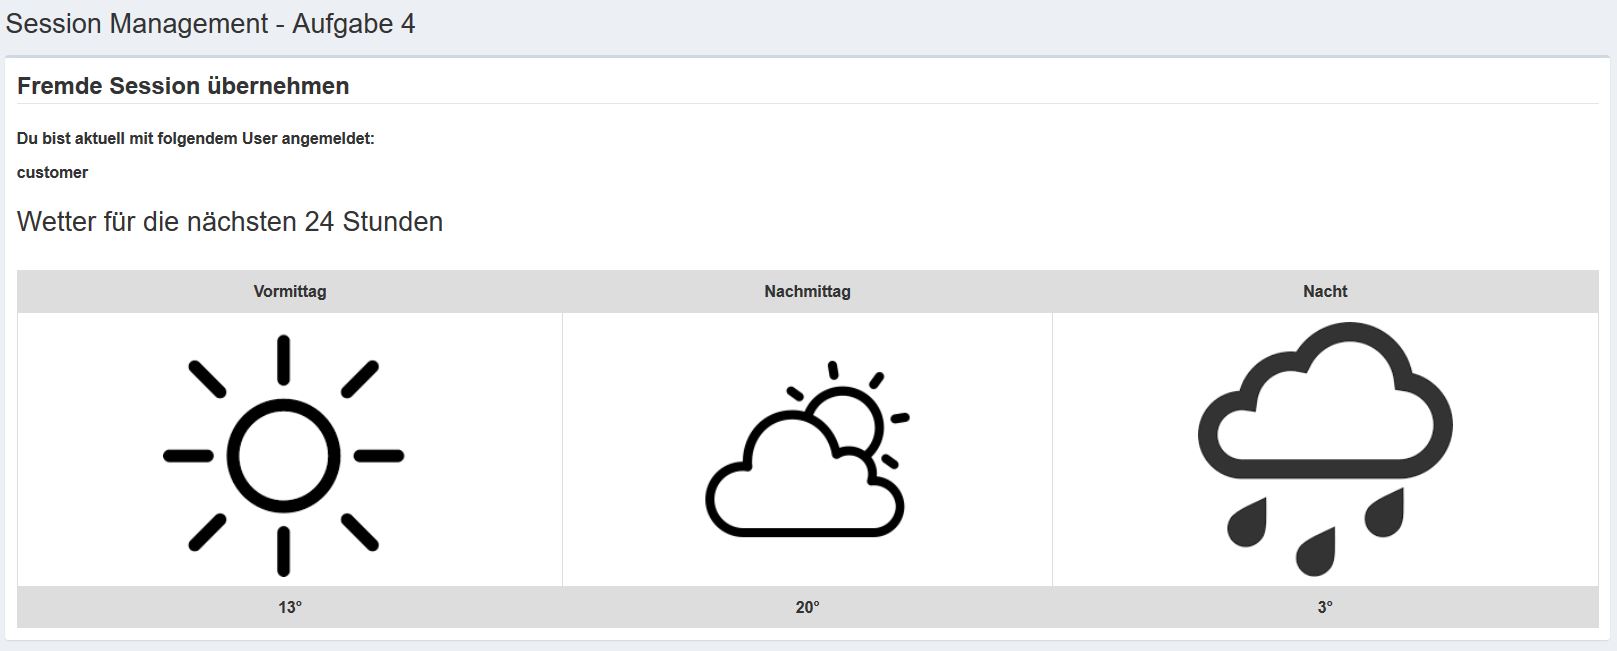 Session Management - Aufgabe 4
Fremde Session übernehmen
Du bist aktuell mit folgendem User angemeldet:
customer
Wetter für die nächsten 24 Stunden
Vormittag Nachmittag Nacht
13° 20° 3°